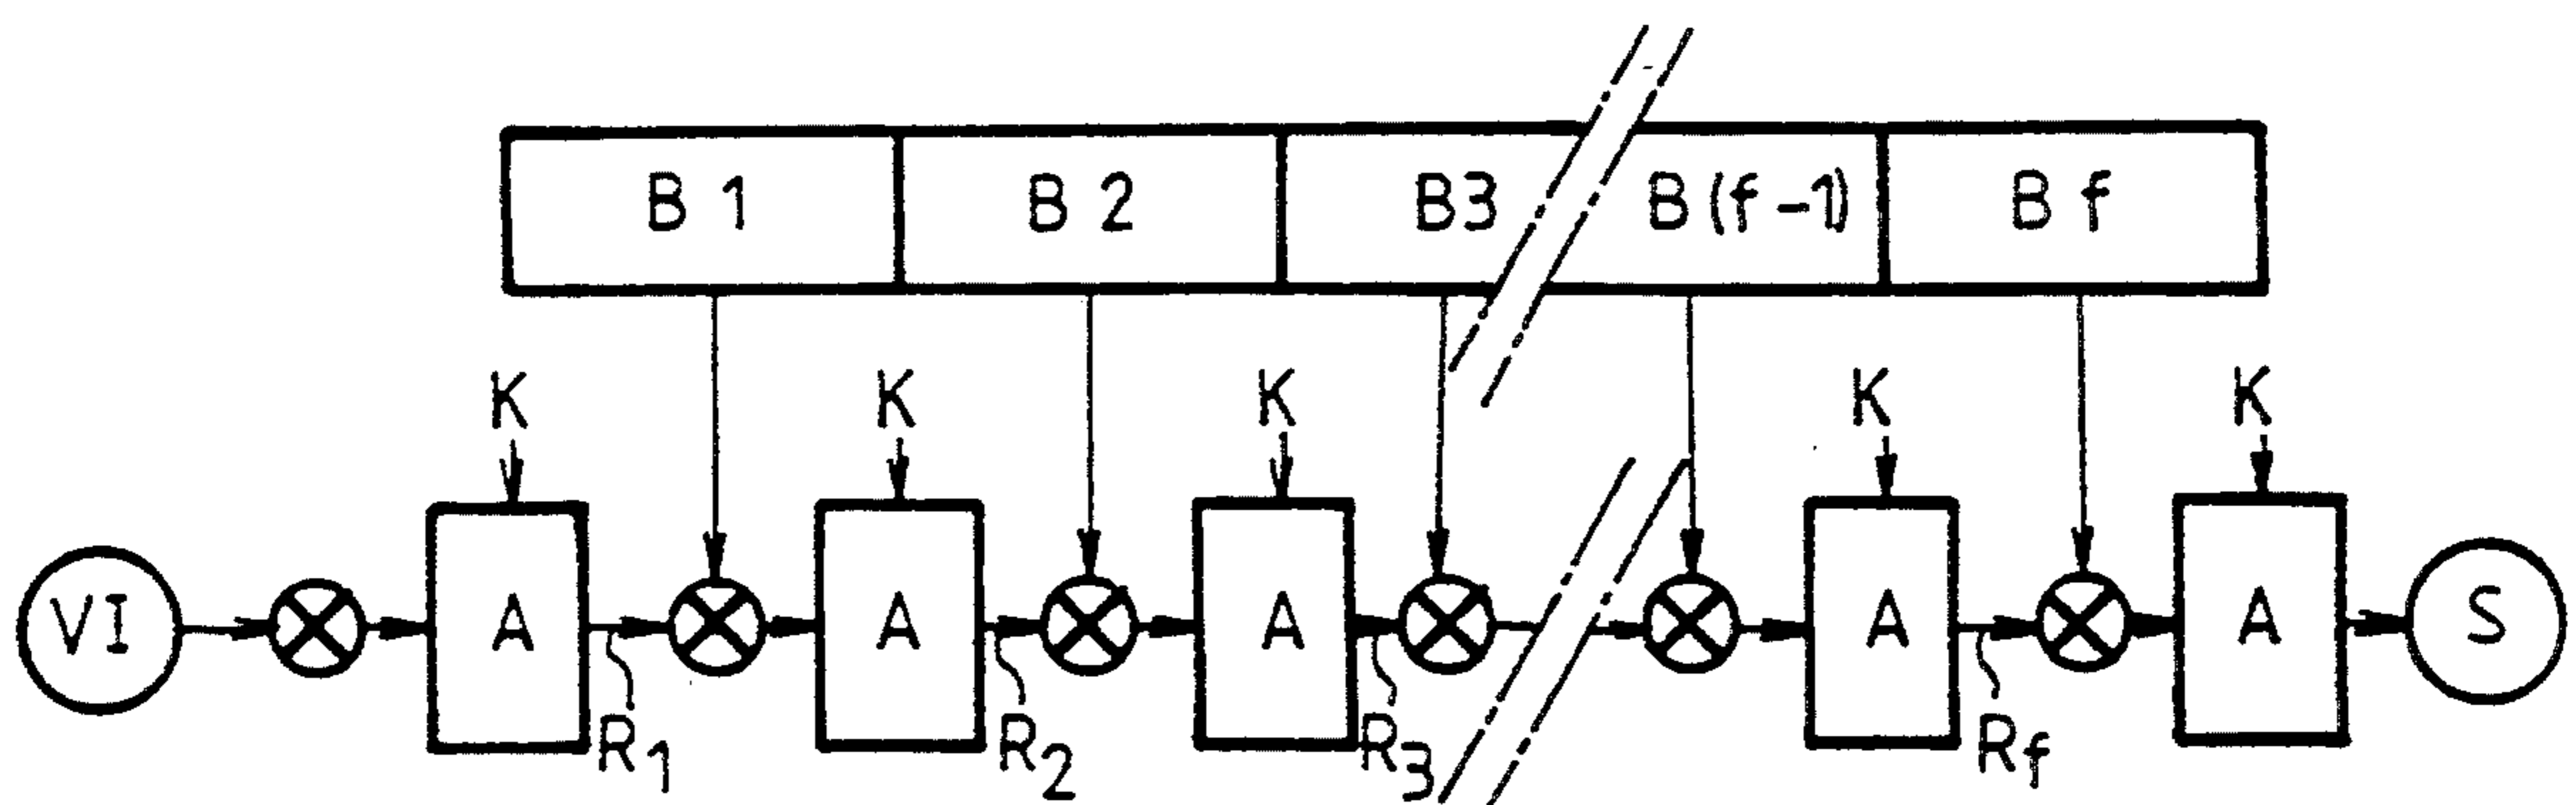 B 1 B 2 B3 B(f-1) B f
K K K K K
VI A A A A A S
R1 R2 R3 Rf